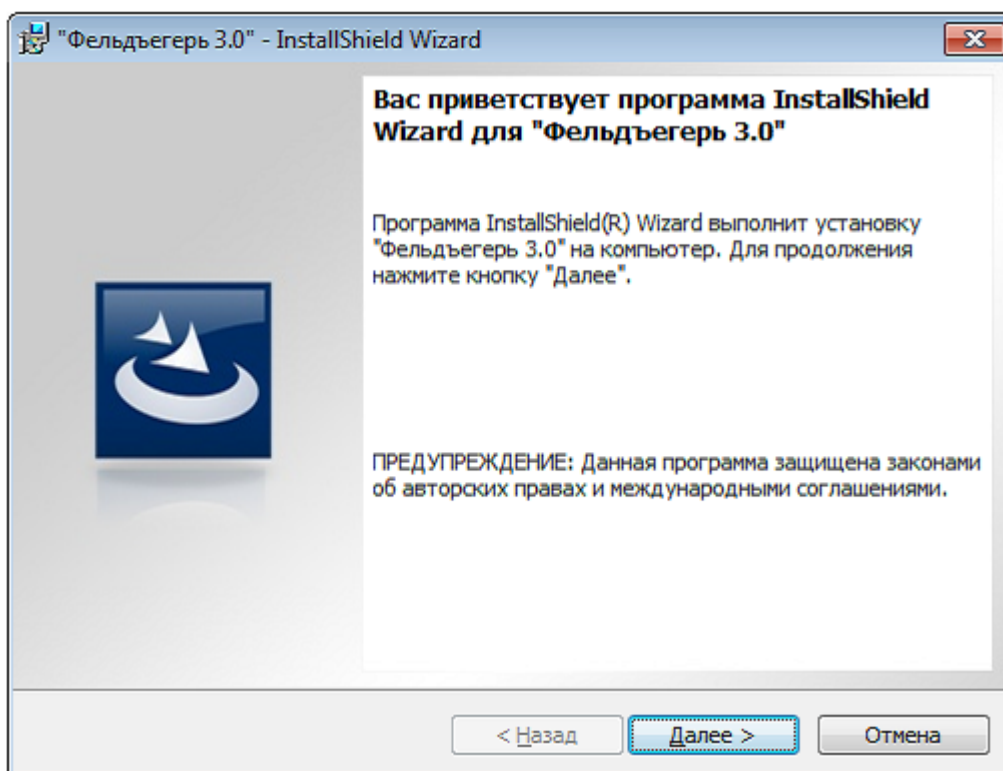 "Фельдъегерь 3.0" - InstallShield Wizard
Вас приветствует программа InstallShield
Wizard для "Фельдъегерь 3.0"
Программа InstallShield(R) Wizard выполнит установку
"Фельдъегерь 3.0" на компьютер. Для продолжения
нажмите кнопку "Далее".
ПРЕДУПРЕЖДЕНИЕ: Данная программа защищена законами
об авторских правах и международными соглашениями.
< Назад Далее > Отмена